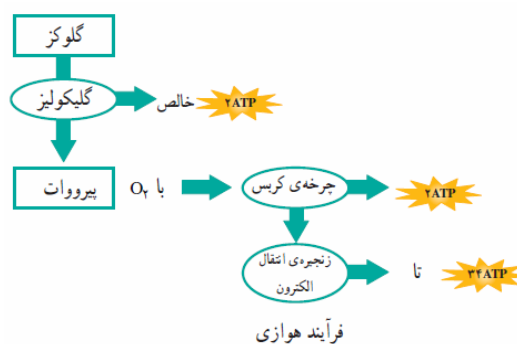 گلوکز
گلیکولیز
خالص
۲ATP
پیرووات
با O۲
چرخه‌ی کربس
۲ATP
زنجیره‌ی انتقال
الکترون
تا
۳۴ATP
فرآیند هوازی